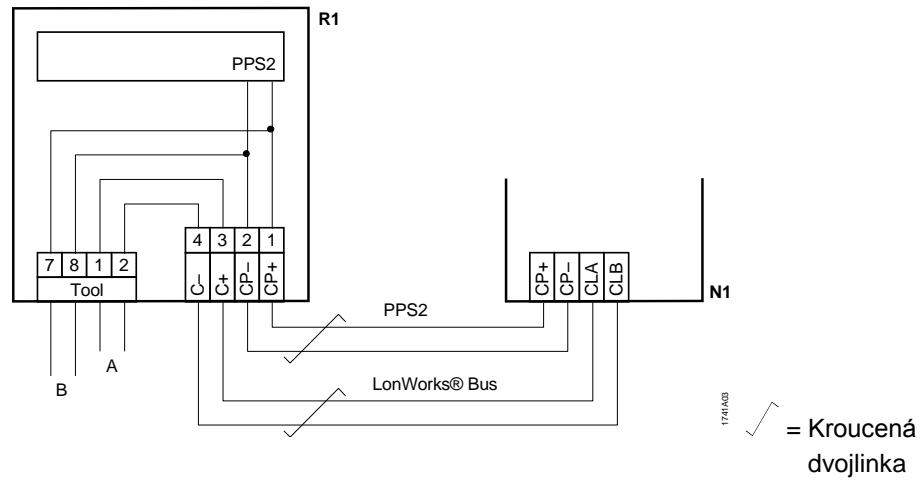 R1
PPS2
4 3 2 1
7 8 1 2
C– C+ CP– CP+
CP+ CP– CLA CLB
Tool
N1
PPS2
A
B
LonWorks® Bus
1741A03
= Kroucená
dvojlinka